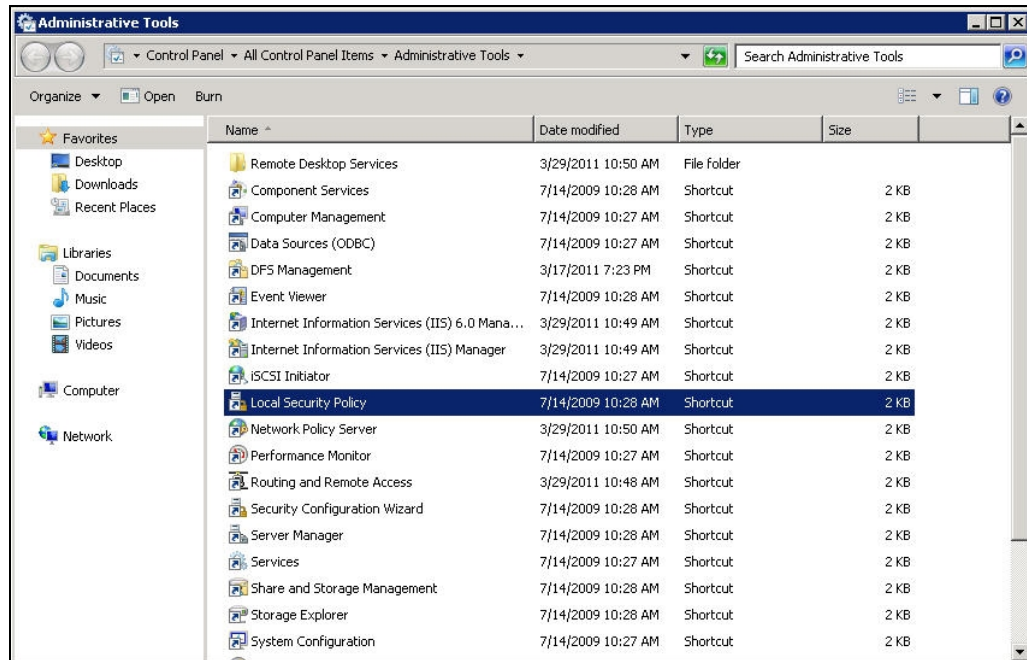 Administrative Tools
Control Panel All Control Panel Items Administrative Tools
Search Administrative Tools
Organize Open Burn
Favorites
Desktop
Downloads
Recent Places
Libraries
Documents
Music
Pictures
Videos
Computer
Network
Name Date modified Type Size
Remote Desktop Services 3/29/2011 10:50 AM File folder
Component Services 7/14/2009 10:28 AM Shortcut 2 KB
Computer Management 7/14/2009 10:27 AM Shortcut 2 KB
Data Sources (ODBC) 7/14/2009 10:27 AM Shortcut 2 KB
DFS Management 3/17/2011 7:23 PM Shortcut 2 KB
Event Viewer 7/14/2009 10:28 AM Shortcut 2 KB
Internet Information Services (IIS) 6.0 Mana... 3/29/2011 10:49 AM Shortcut 2 KB
Internet Information Services (IIS) Manager 3/29/2011 10:49 AM Shortcut 2 KB
iSCSI Initiator 7/14/2009 10:27 AM Shortcut 2 KB
Local Security Policy 7/14/2009 10:28 AM Shortcut 2 KB
Network Policy Server 3/29/2011 10:50 AM Shortcut 2 KB
Performance Monitor 7/14/2009 10:27 AM Shortcut 2 KB
Routing and Remote Access 3/29/2011 10:48 AM Shortcut 2 KB
Security Configuration Wizard 7/14/2009 10:28 AM Shortcut 2 KB
Server Manager 7/14/2009 10:28 AM Shortcut 2 KB
Services 7/14/2009 10:27 AM Shortcut 2 KB
Share and Storage Management 7/14/2009 10:28 AM Shortcut 2 KB
Storage Explorer 7/14/2009 10:28 AM Shortcut 2 KB
System Configuration 7/14/2009 10:27 AM Shortcut 2 KB